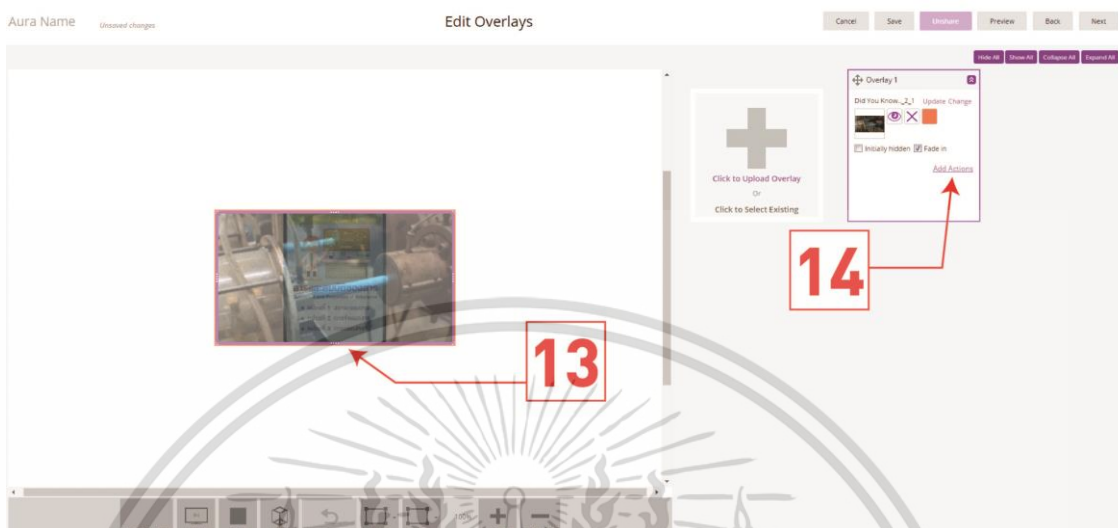 Aura Name Unsaved changes Edit Overlays Cancel Save Unshare Preview Back Next
Hide All Show All Collapse All Expand All
Overlay 1
Did You Know..._2_1 Update Change
Initially hidden Fade in
Add Actions
Click to Upload Overlay
Or
Click to Select Existing
14
13
100%